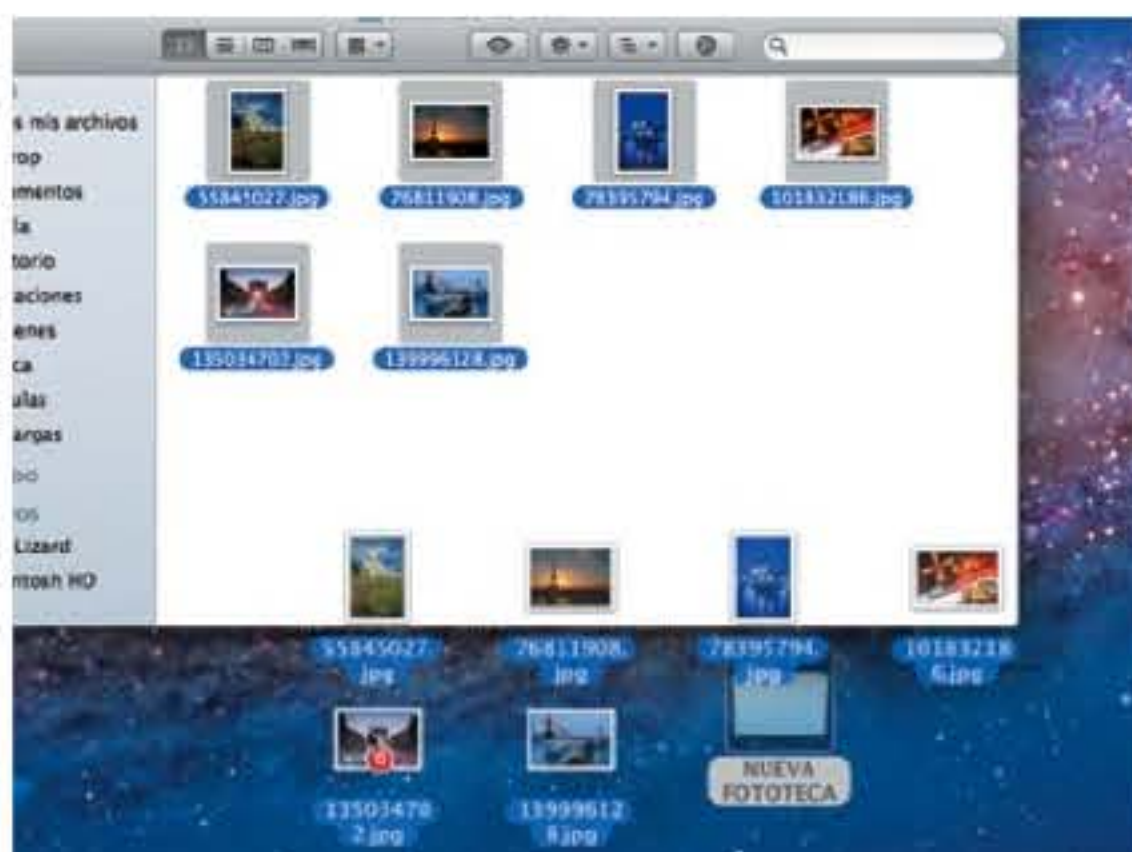 s mis archivos
rop
umentos
la
torio
aciones
enes
ca
ulas
argas
Lizard
ntosh HD
55845027.jpg
76811908.jpg
78395794.jpg
101832186.jpg
135034702.jpg
139996128.jpg
55845027.
jpg
76811908.
jpg
78395794.
jpg
10183218
6.jpg
13503470
2.jpg
13999612
8.jpg
NUEVA
FOTOTECA